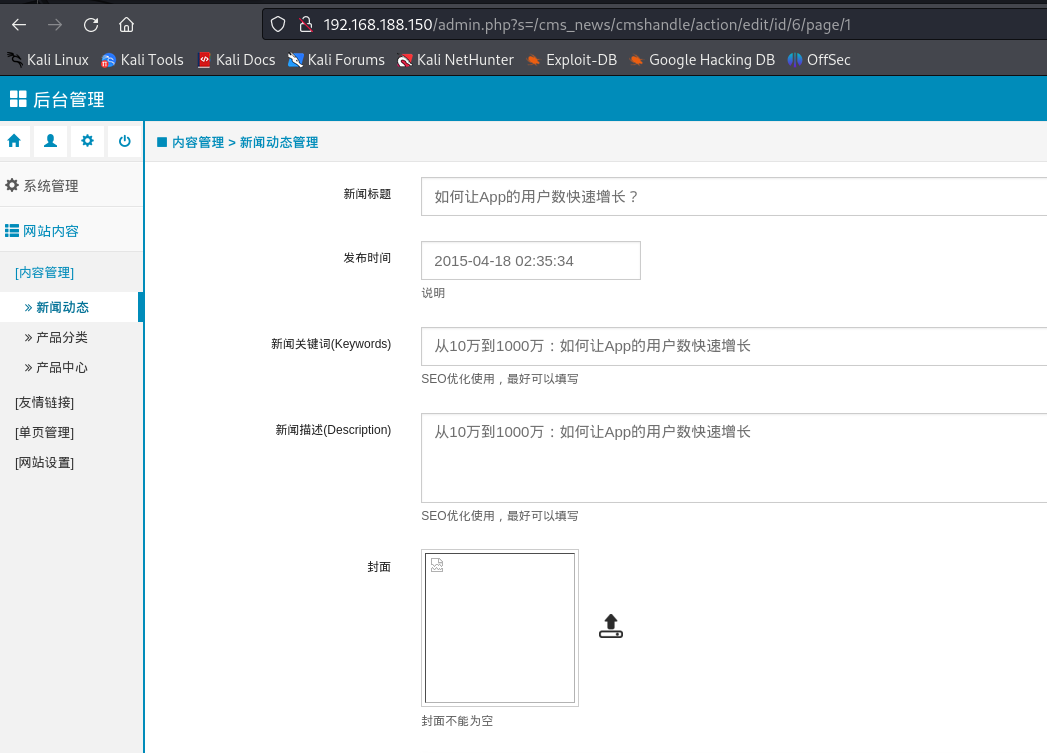 192.168.188.150/admin.php?s=/cms_news/cmshandle/action/edit/id/6/page/1
Kali Linux Kali Tools Kali Docs Kali Forums Kali NetHunter Exploit-DB Google Hacking DB OffSec
后台管理
内容管理 > 新闻动态管理
系统管理
网站内容
[内容管理]
» 新闻动态
» 产品分类
» 产品中心
[友情链接]
[单页管理]
[网站设置]
新闻标题 如何让App的用户数快速增长？
发布时间 2015-04-18 02:35:34
说明
新闻关键词(Keywords) 从10万到1000万：如何让App的用户数快速增长
SEO优化使用，最好可以填写
新闻描述(Description) 从10万到1000万：如何让App的用户数快速增长
SEO优化使用，最好可以填写
封面
封面不能为空